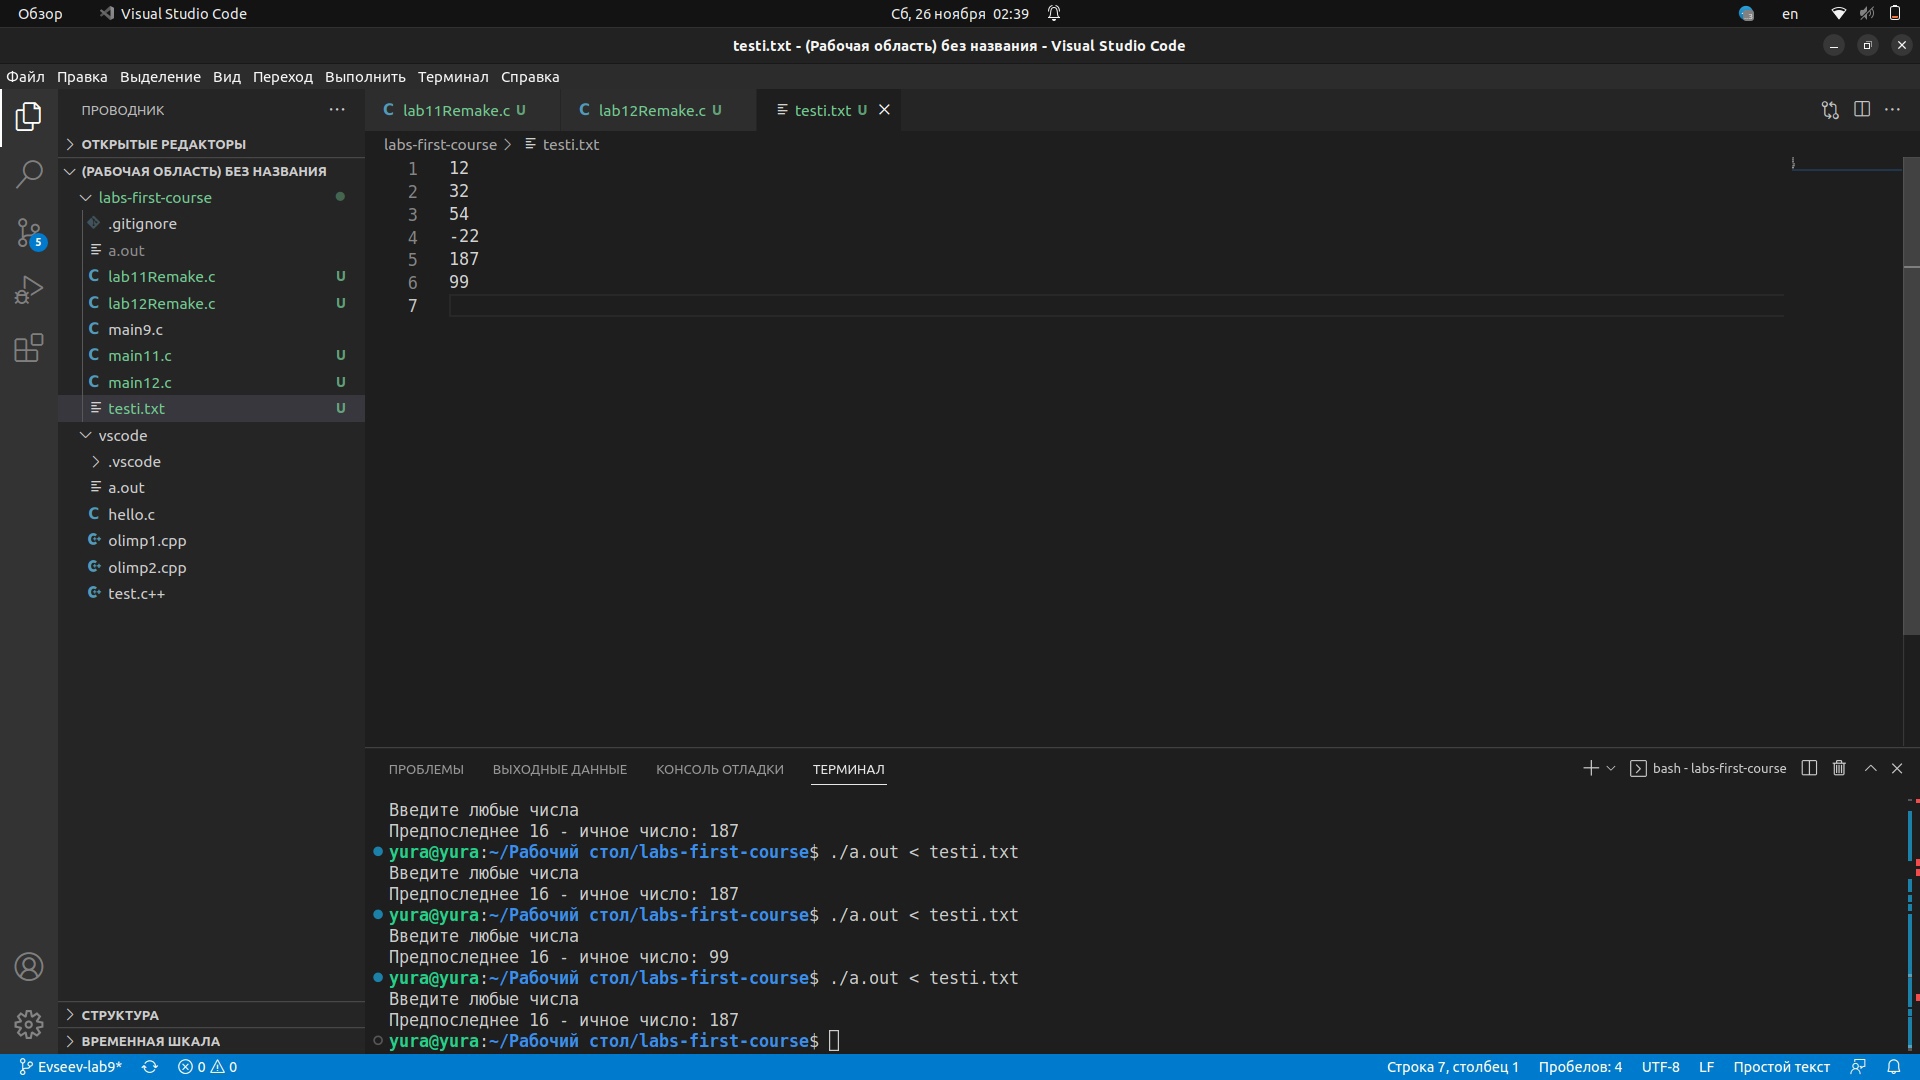 Обзор
Visual Studio Code
Сб, 26 ноября 02:39
en
testi.txt - (Рабочая область) без названия - Visual Studio Code
Файл Правка Выделение Вид Переход Выполнить Терминал Справка
ПРОВОДНИК
lab11Remake.c U
lab12Remake.c U
testi.txt U
ОТКРЫТЫЕ РЕДАКТОРЫ
labs-first-course
testi.txt
(РАБОЧАЯ ОБЛАСТЬ) БЕЗ НАЗВАНИЯ
labs-first-course
.gitignore
a.out
lab11Remake.c U
lab12Remake.c U
main9.c
main11.c U
main12.c U
testi.txt U
vscode
.vscode
a.out
hello.c
olimp1.cpp
olimp2.cpp
test.c++
5
СТРУКТУРА
ВРЕМЕННАЯ ШКАЛА
1 12
2 32
3 54
4 -22
5 187
6 99
7
ПРОБЛЕМЫ ВЫХОДНЫЕ ДАННЫЕ КОНСОЛЬ ОТЛАДКИ ТЕРМИНАЛ
bash - labs-first-course
Введите любые числа
Предпоследнее 16 - ичное число: 187
yura@yura:~/Рабочий стол/labs-first-course$ ./a.out < testi.txt
Введите любые числа
Предпоследнее 16 - ичное число: 187
yura@yura:~/Рабочий стол/labs-first-course$ ./a.out < testi.txt
Введите любые числа
Предпоследнее 16 - ичное число: 99
yura@yura:~/Рабочий стол/labs-first-course$ ./a.out < testi.txt
Введите любые числа
Предпоследнее 16 - ичное число: 187
yura@yura:~/Рабочий стол/labs-first-course$
Evseev-lab9* 0 0
Строка 7, столбец 1 Пробелов: 4 UTF-8 LF Простой текст